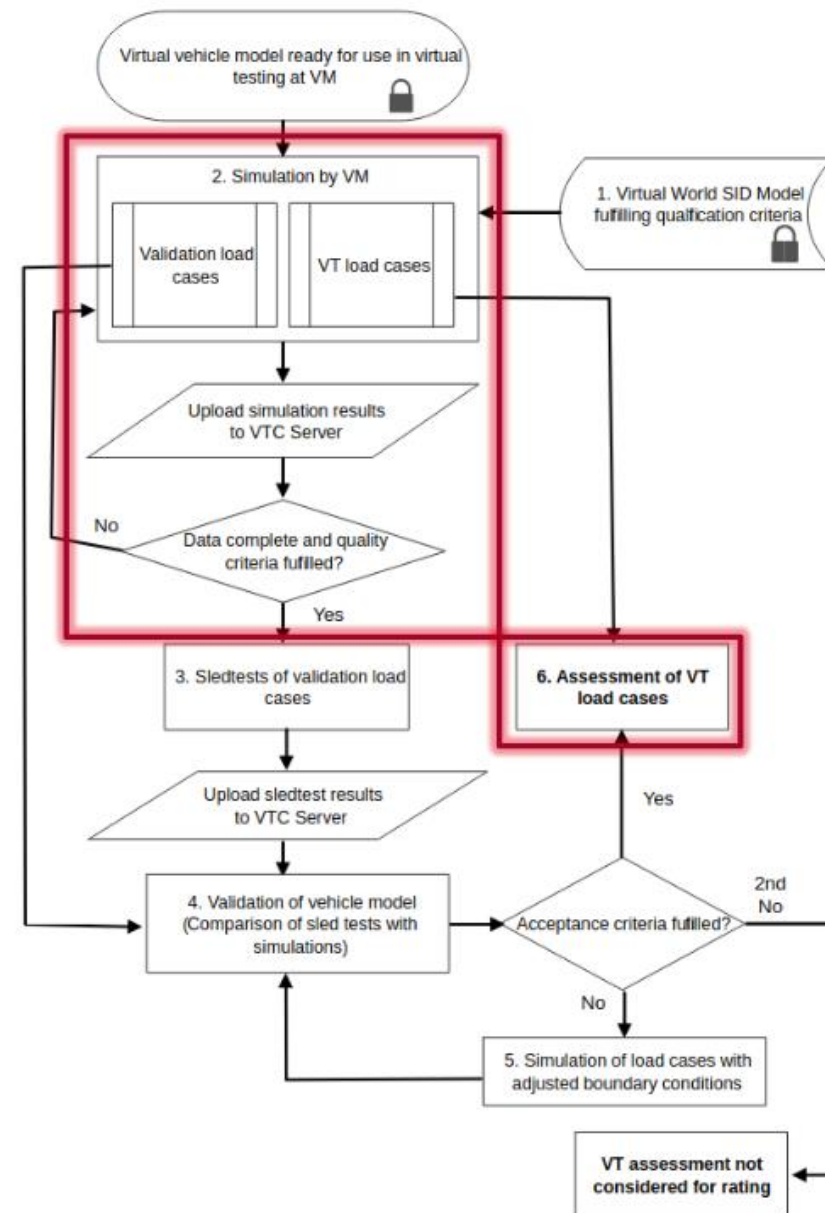 Virtual vehicle model ready for use in virtual
testing at VM
2. Simulation by VM
1. Virtual World SID Model
fulfilling qualfication criteria
Validation load
cases
VT load cases
Upload simulation results
to VTC Server
No
Data complete and quality
criteria fufilled?
Yes
3. Sledtests of validation load
cases
6. Assessment of VT
load cases
Upload sledtest results
to VTC Server
Yes
4. Validation of vehicle model
(Comparison of sled tests with
simulations)
Acceptance criteria fufilled?
2nd
No
No
5. Simulation of load cases with
adjusted boundary conditions
VT assessment not
considered for rating